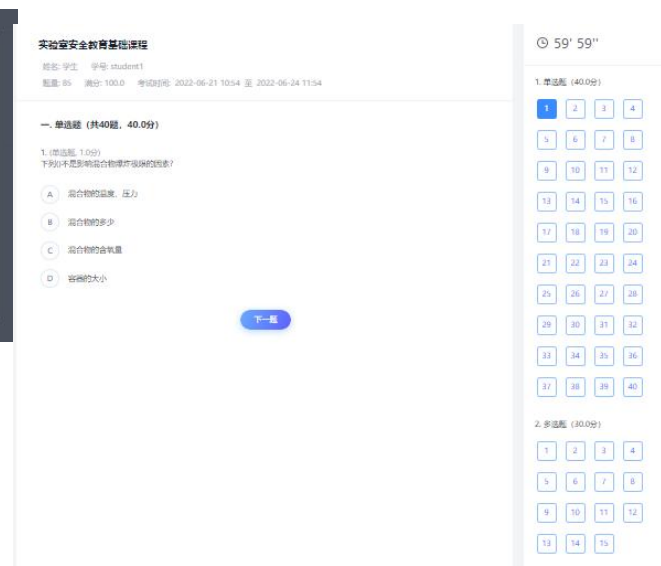 实验室安全教育基础课程
姓名: 学生 学号: student1
题量: 85 满分: 100.0 考试时间: 2022-06-21 10:54 至 2022-06-24 11:54
一. 单选题（共40题，40.0分）
1. (单选题, 1.0分)
下列()不是影响混合物爆炸极限的因素?
A 混合物的温度、压力
B 混合物的多少
C 混合物的含氧量
D 容器的大小
下一题
59' 59''
1. 单选题（40.0分）
1 2 3 4
5 6 7 8
9 10 11 12
13 14 15 16
17 18 19 20
21 22 23 24
25 26 27 28
29 30 31 32
33 34 35 36
37 38 39 40
2. 多选题（30.0分）
1 2 3 4
5 6 7 8
9 10 11 12
13 14 15